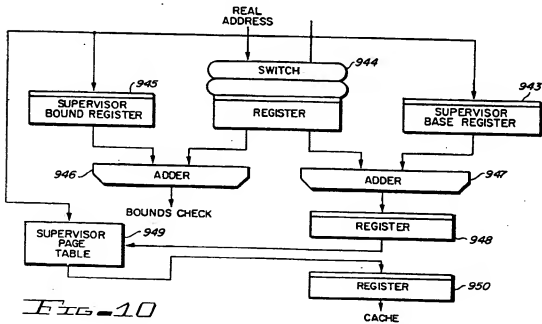 REAL
ADDRESS
944
SWITCH
945
943
SUPERVISOR
BOUND REGISTER
REGISTER
SUPERVISOR
BASE REGISTER
946
ADDER
ADDER
947
BOUNDS CHECK
SUPERVISOR
PAGE
TABLE
949
REGISTER
948
REGISTER
950
FIG-10
CACHE